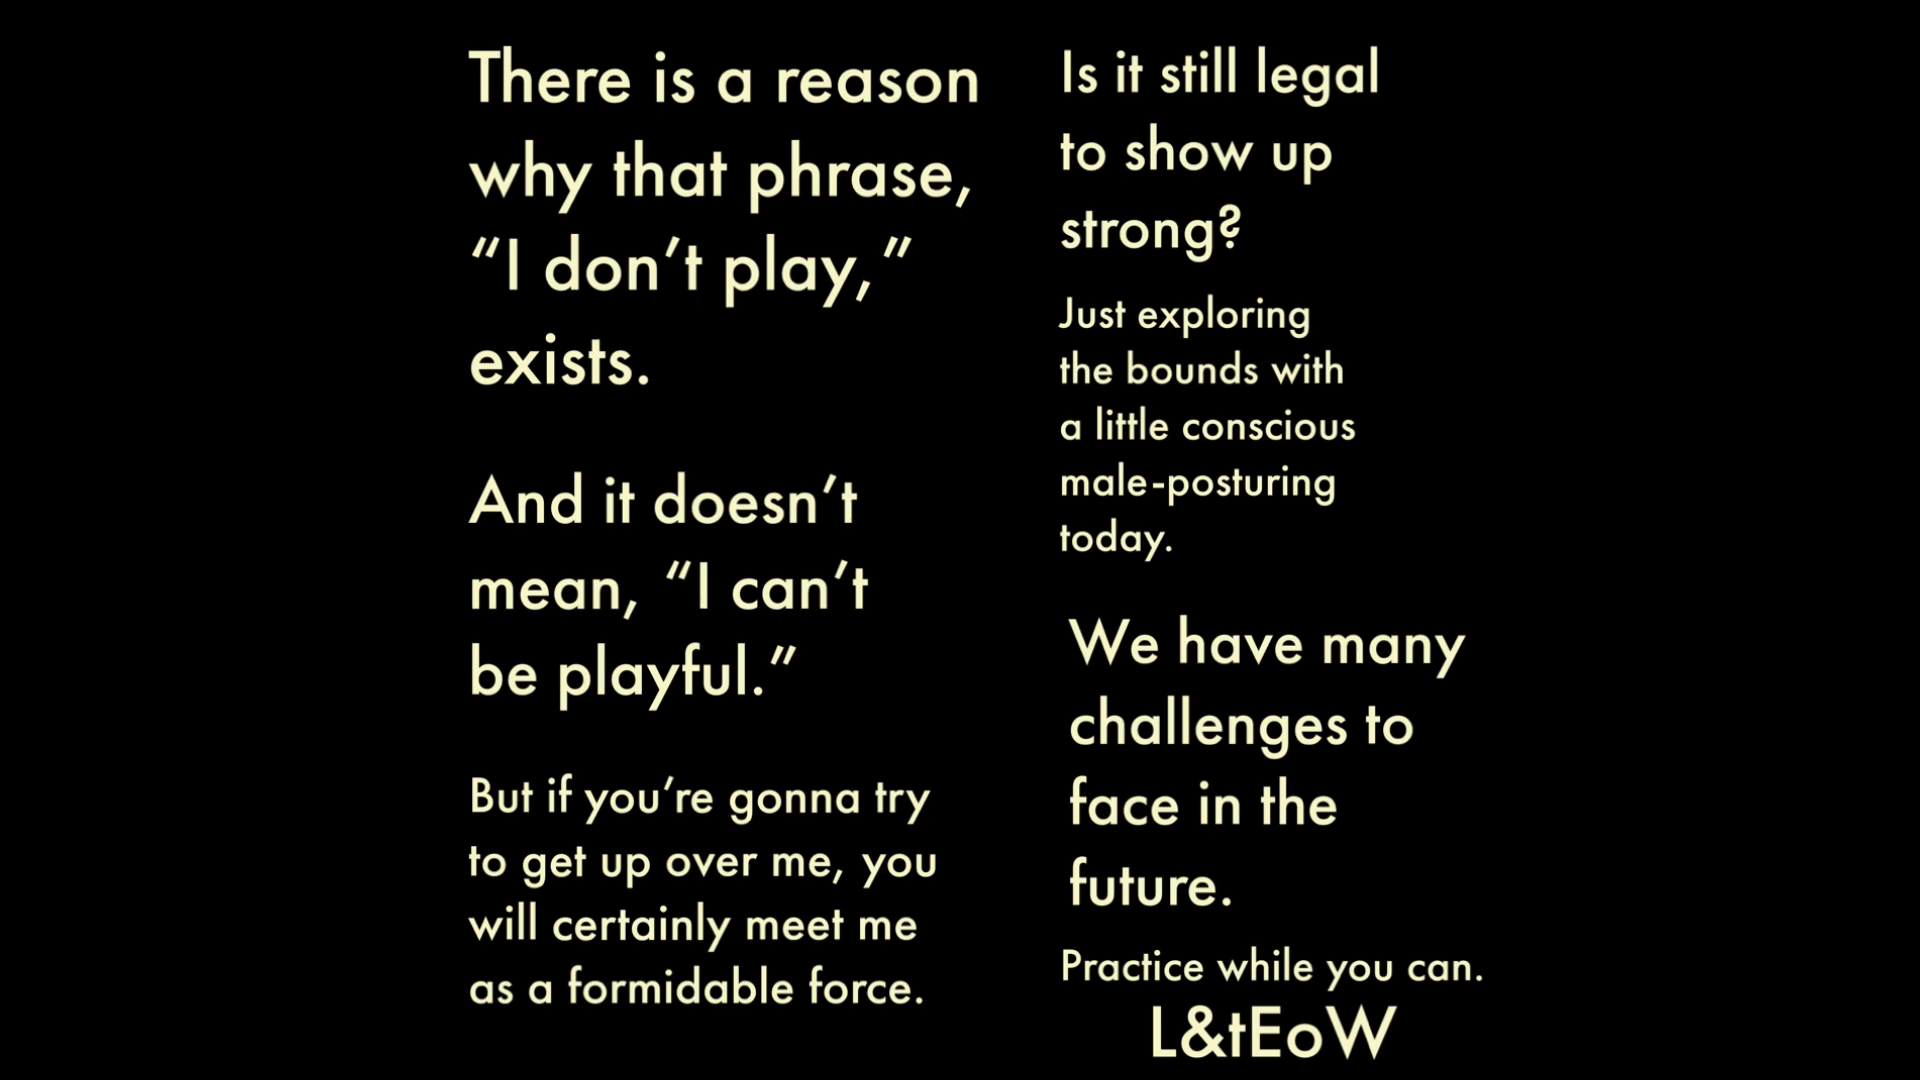 There is a reason
why that phrase,
“I don’t play,”
exists.
And it doesn’t
mean, “I can’t
be playful.”
But if you’re gonna try
to get up over me, you
will certainly meet me
as a formidable force.
Is it still legal
to show up
strong?
Just exploring
the bounds with
a little conscious
male-posturing
today.
We have many
challenges to
face in the
future.
Practice while you can.
L&tEoW